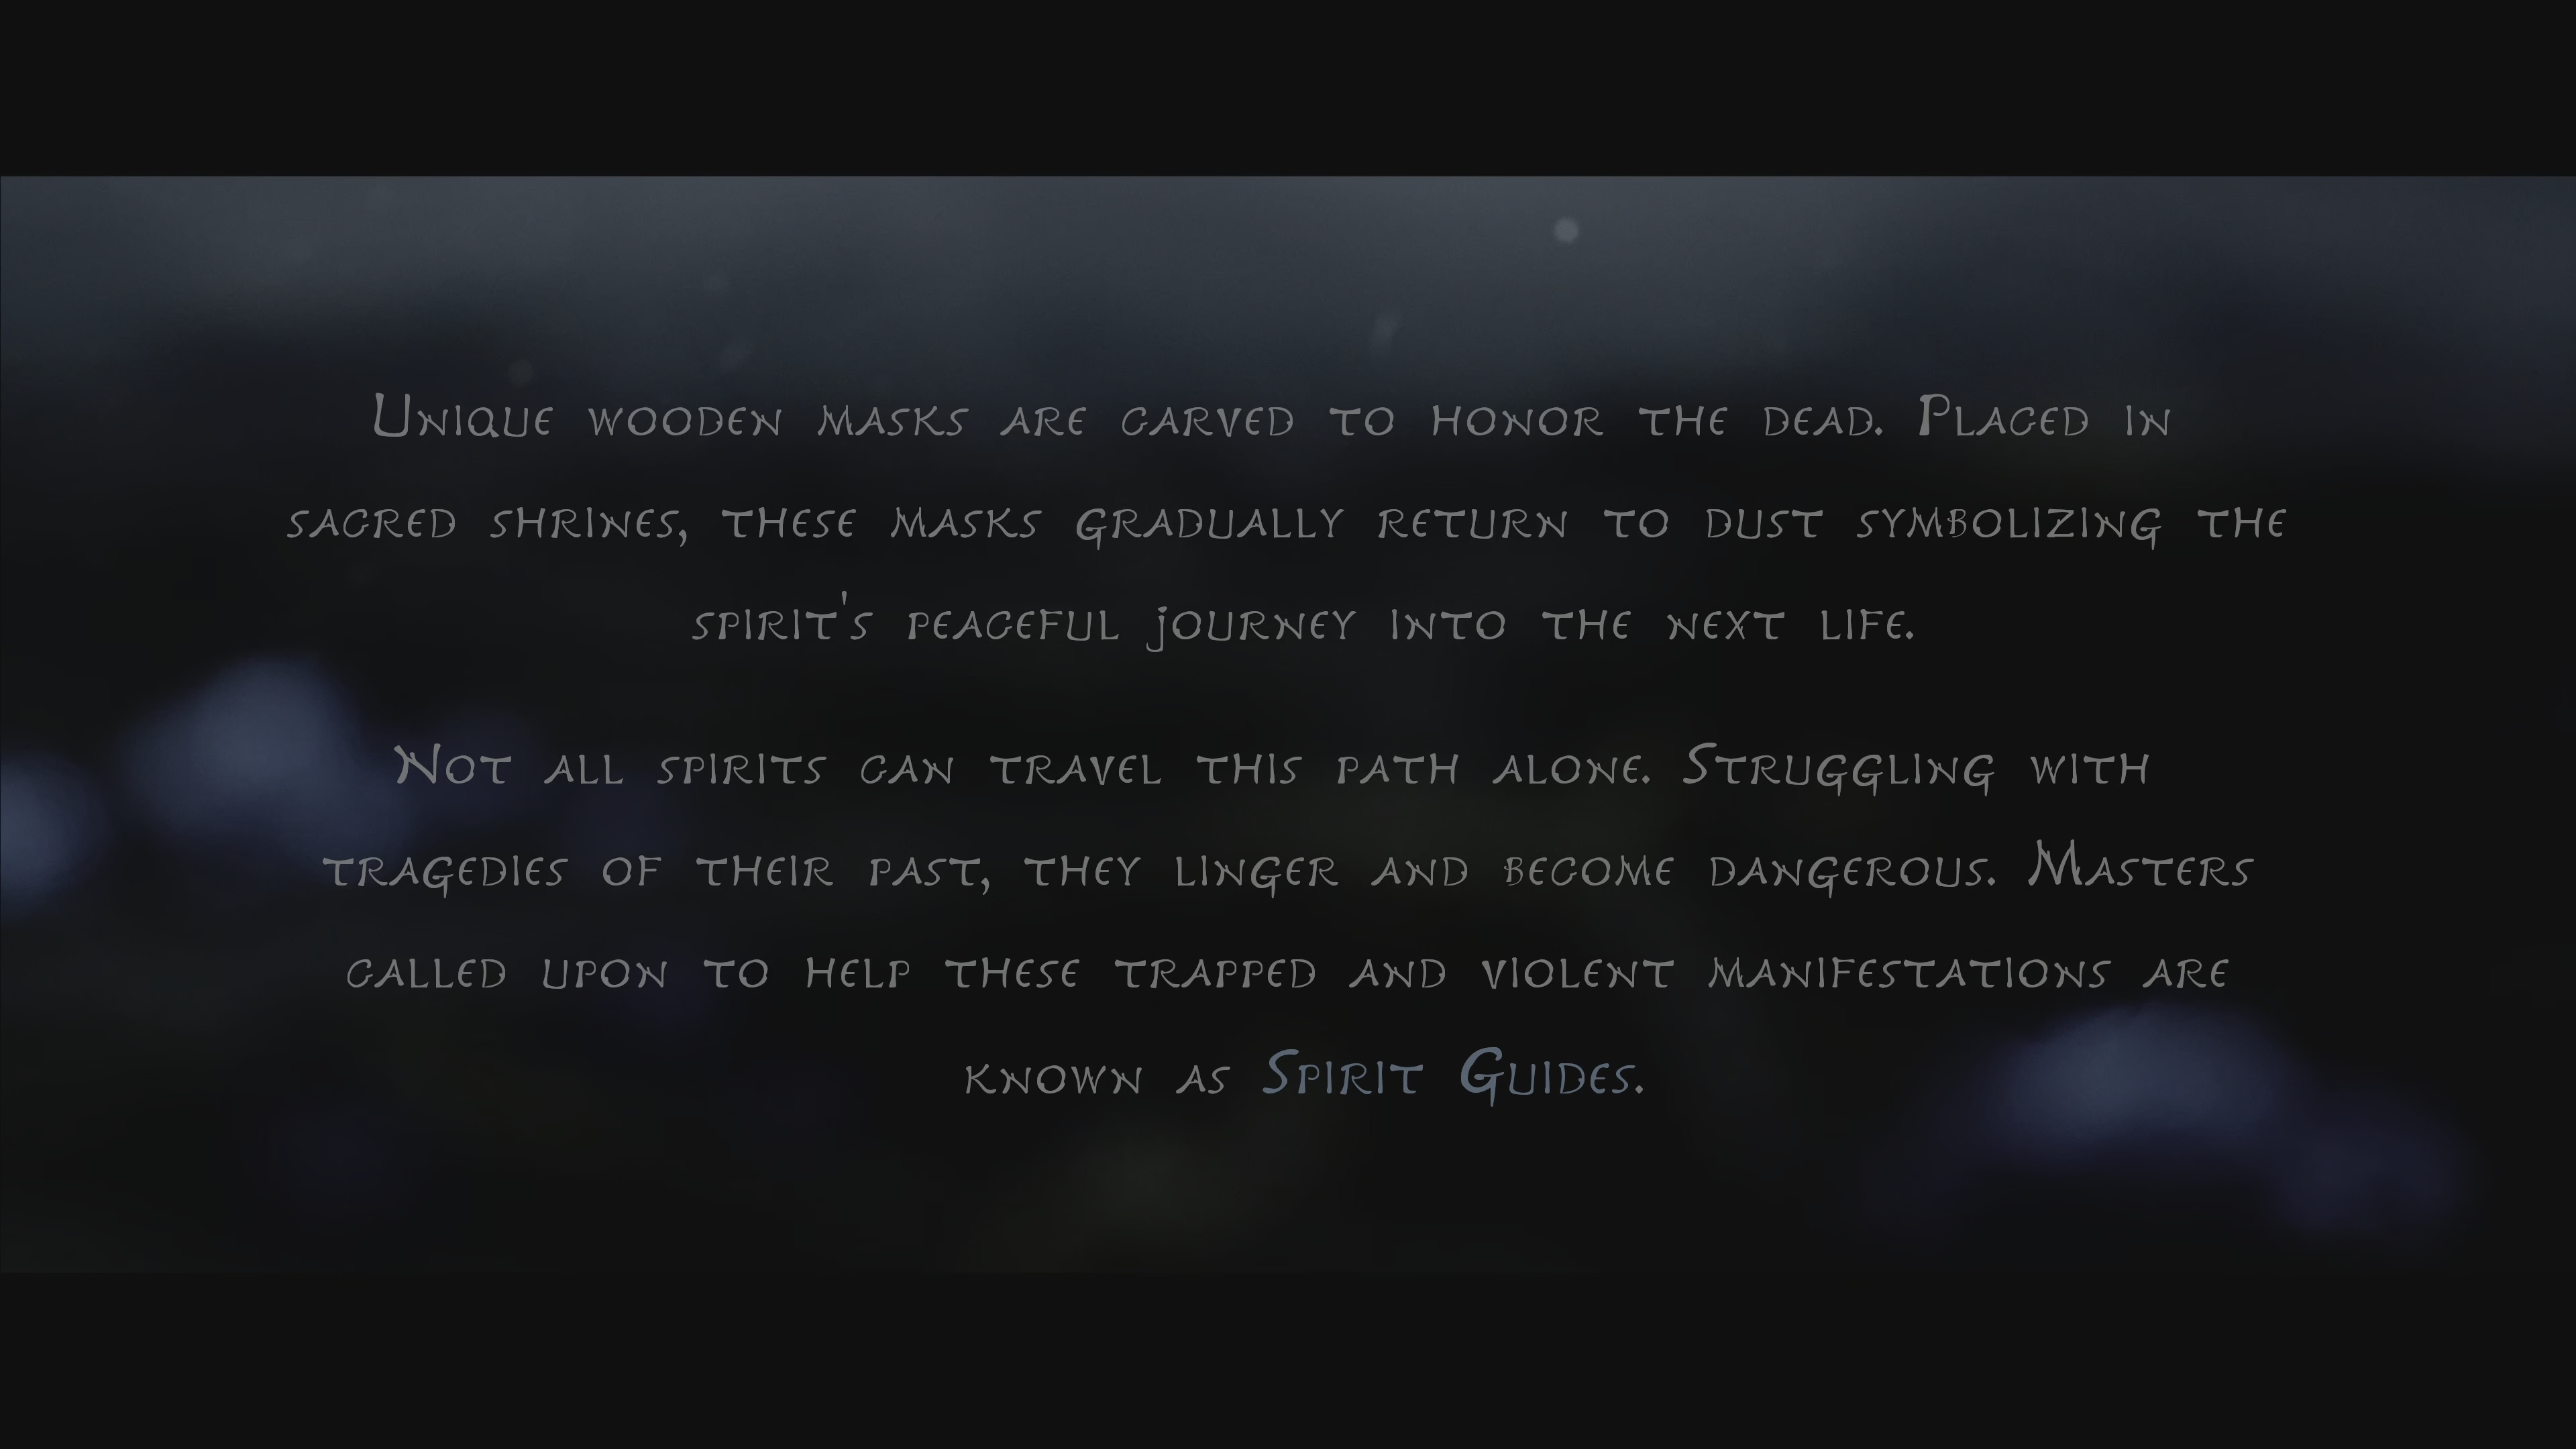 Unique wooden masks are carved to honor the dead. Placed in
sacred shrines, these masks gradually return to dust symbolizing the
spirit's peaceful journey into the next life.
Not all spirits can travel this path alone. Struggling with
tragedies of their past, they linger and become dangerous. Masters
called upon to help these trapped and violent manifestations are
known as Spirit Guides.